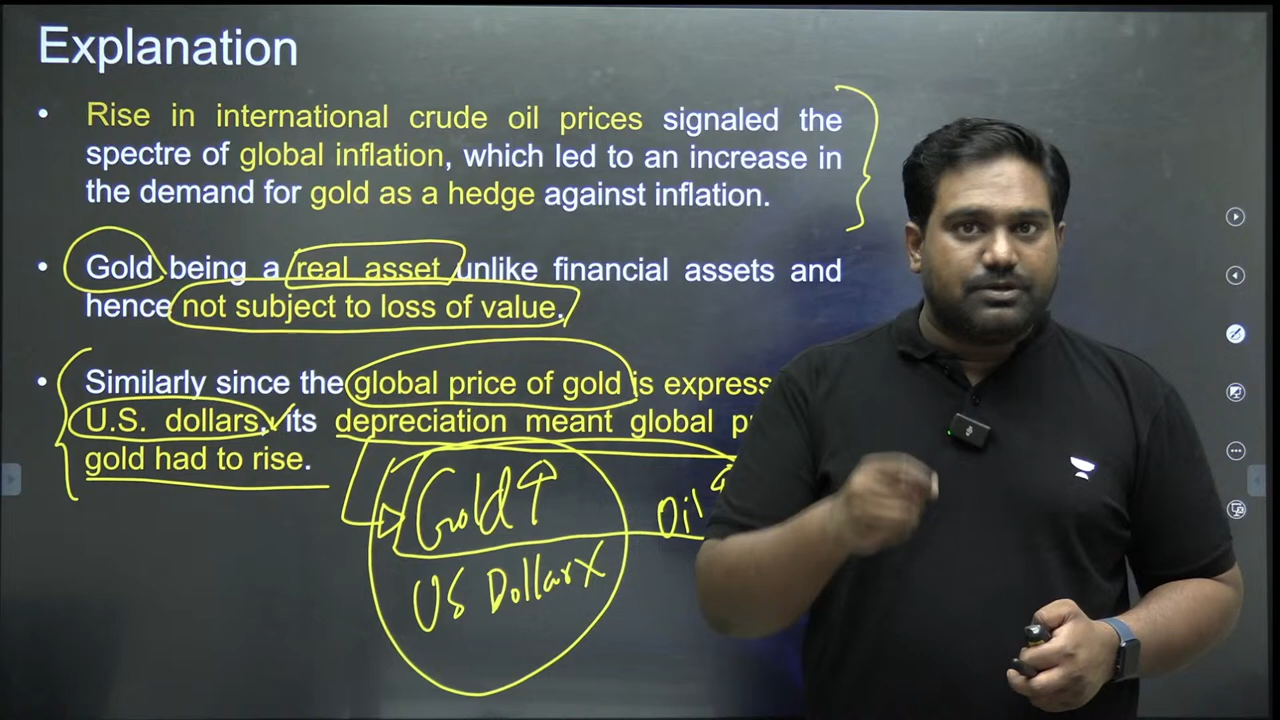 Explanation
• Rise in international crude oil prices signaled the
spectre of global inflation, which led to an increase in
the demand for gold as a hedge against inflation.
• Gold being a real asset unlike financial assets and
hence not subject to loss of value.
• Similarly since the global price of gold is express
U.S. dollars, its depreciation meant global p
gold had to rise.
Gold ↑ Oil ↑
US Dollar X